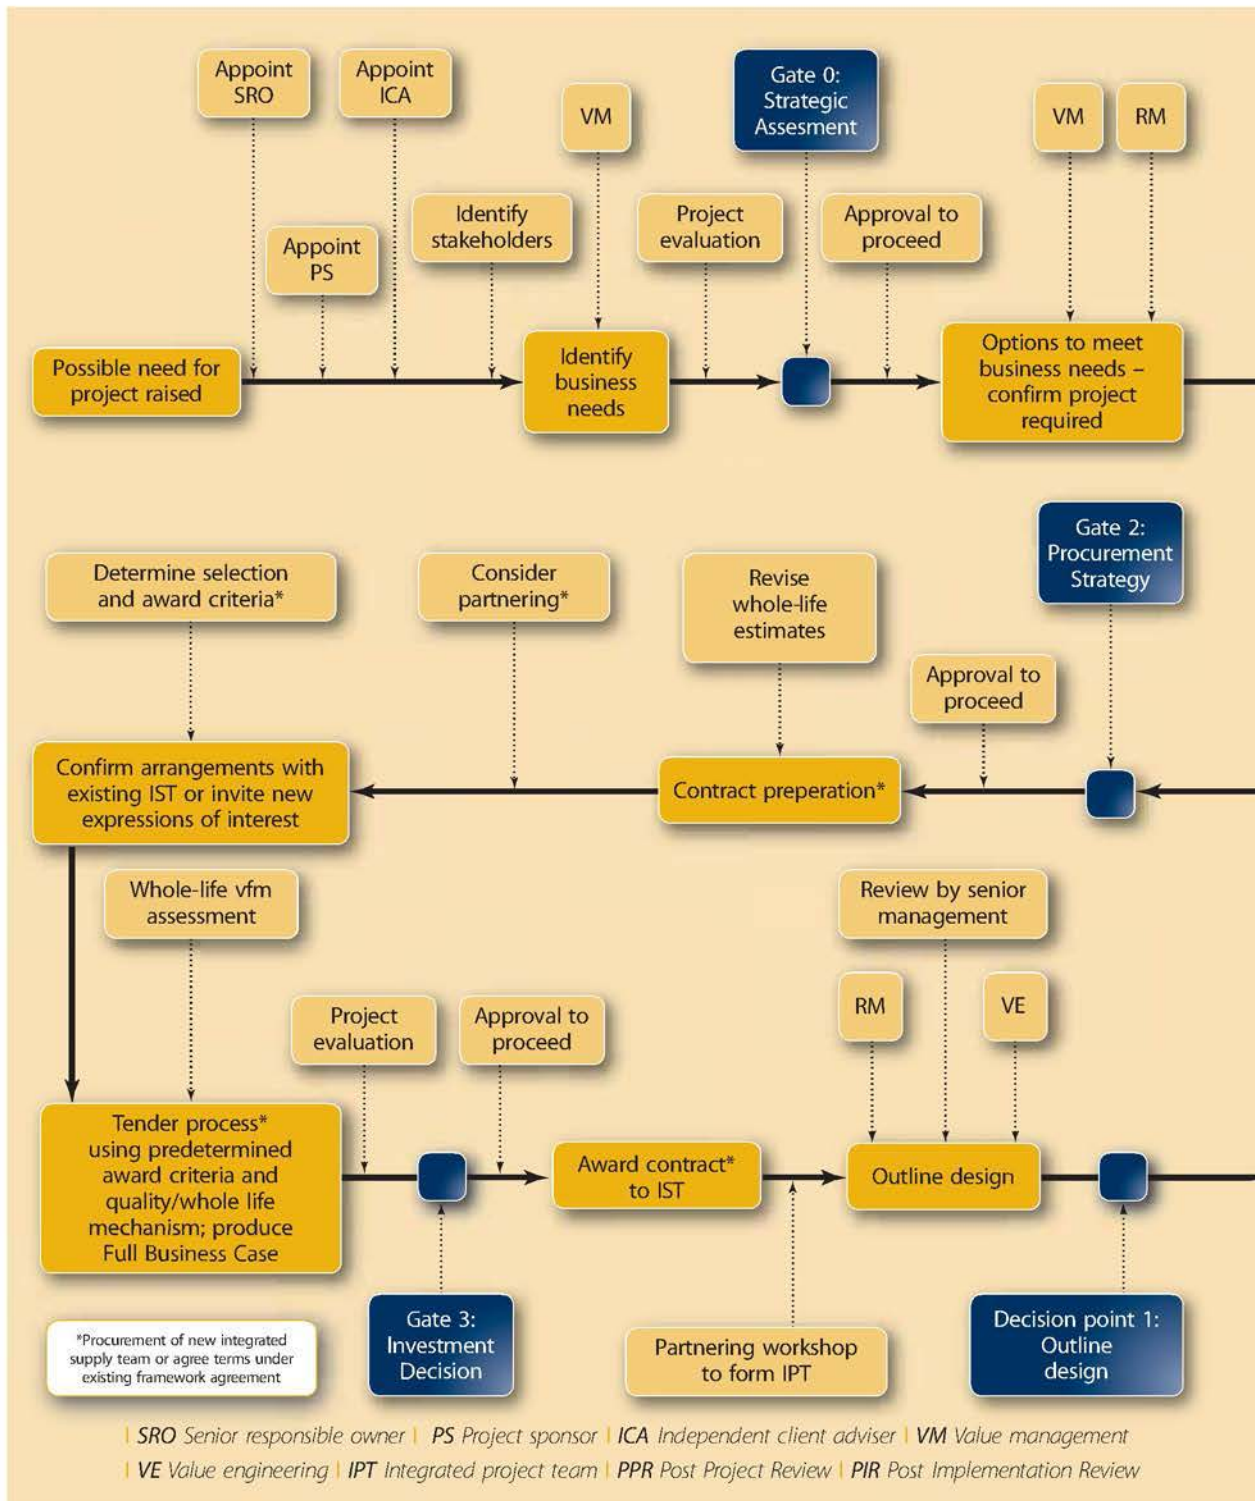 Appoint
SRO
Appoint
ICA
VM
Gate 0:
Strategic
Assesment
VM
RM
Appoint
PS
Identify
stakeholders
Project
evaluation
Approval to
proceed
Possible need for
project raised
Identify
business
needs
Options to meet
business needs –
confirm project
required
Gate 2:
Procurement
Strategy
Determine selection
and award criteria*
Consider
partnering*
Revise
whole-life
estimates
Approval to
proceed
Confirm arrangements with
existing IST or invite new
expressions of interest
Contract preperation*
Whole-life vfm
assessment
Review by senior
management
Project
evaluation
Approval to
proceed
RM
VE
Tender process*
using predetermined
award criteria and
quality/whole life
mechanism; produce
Full Business Case
Award contract*
to IST
Outline design
Gate 3:
Investment
Decision
Partnering workshop
to form IPT
Decision point 1:
Outline
design
*Procurement of new integrated
supply team or agree terms under
existing framework agreement
| SRO Senior responsible owner | PS Project sponsor | ICA Independent client adviser | VM Value management
| VE Value engineering | IPT Integrated project team | PPR Post Project Review | PIR Post Implementation Review